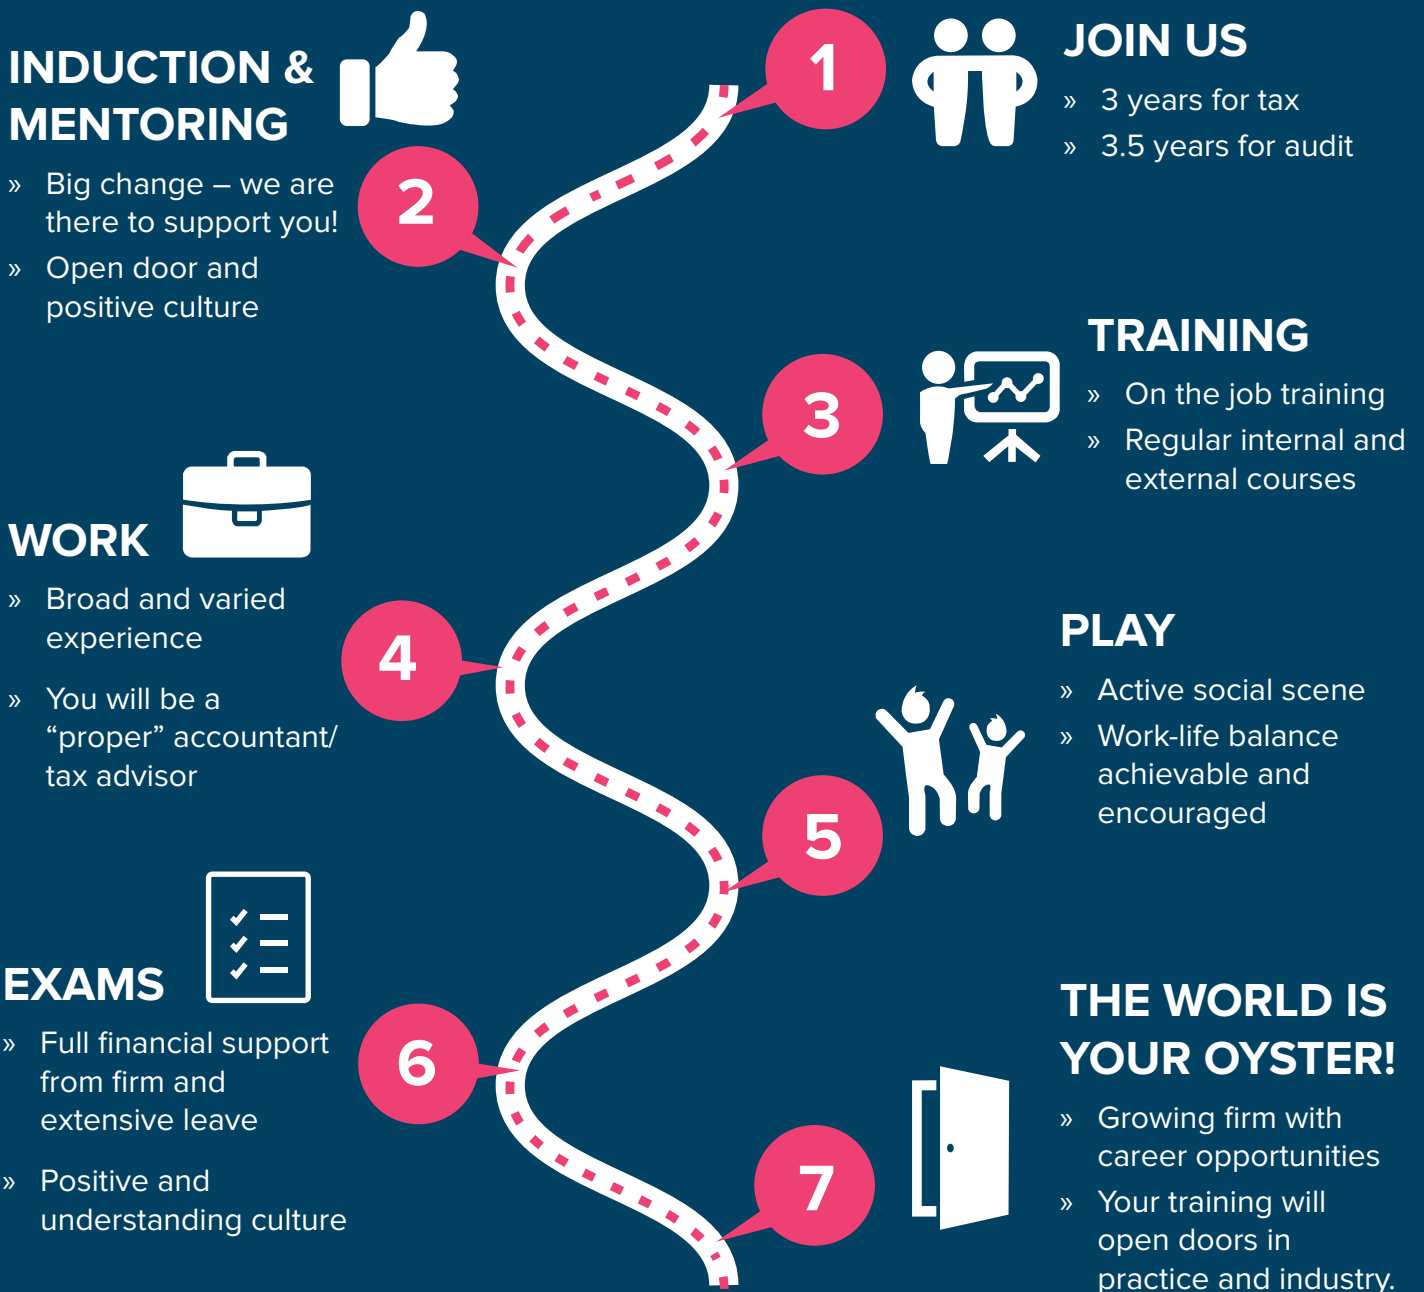 1
JOIN US
» 3 years for tax
» 3.5 years for audit
INDUCTION &
MENTORING
» Big change – we are
there to support you!
» Open door and
positive culture
2
3
TRAINING
» On the job training
» Regular internal and
external courses
WORK
» Broad and varied
experience
» You will be a
“proper” accountant/
tax advisor
4
5
PLAY
» Active social scene
» Work-life balance
achievable and
encouraged
EXAMS
» Full financial support
from firm and
extensive leave
» Positive and
understanding culture
6
7
THE WORLD IS
YOUR OYSTER!
» Growing firm with
career opportunities
» Your training will
open doors in
practice and industry.